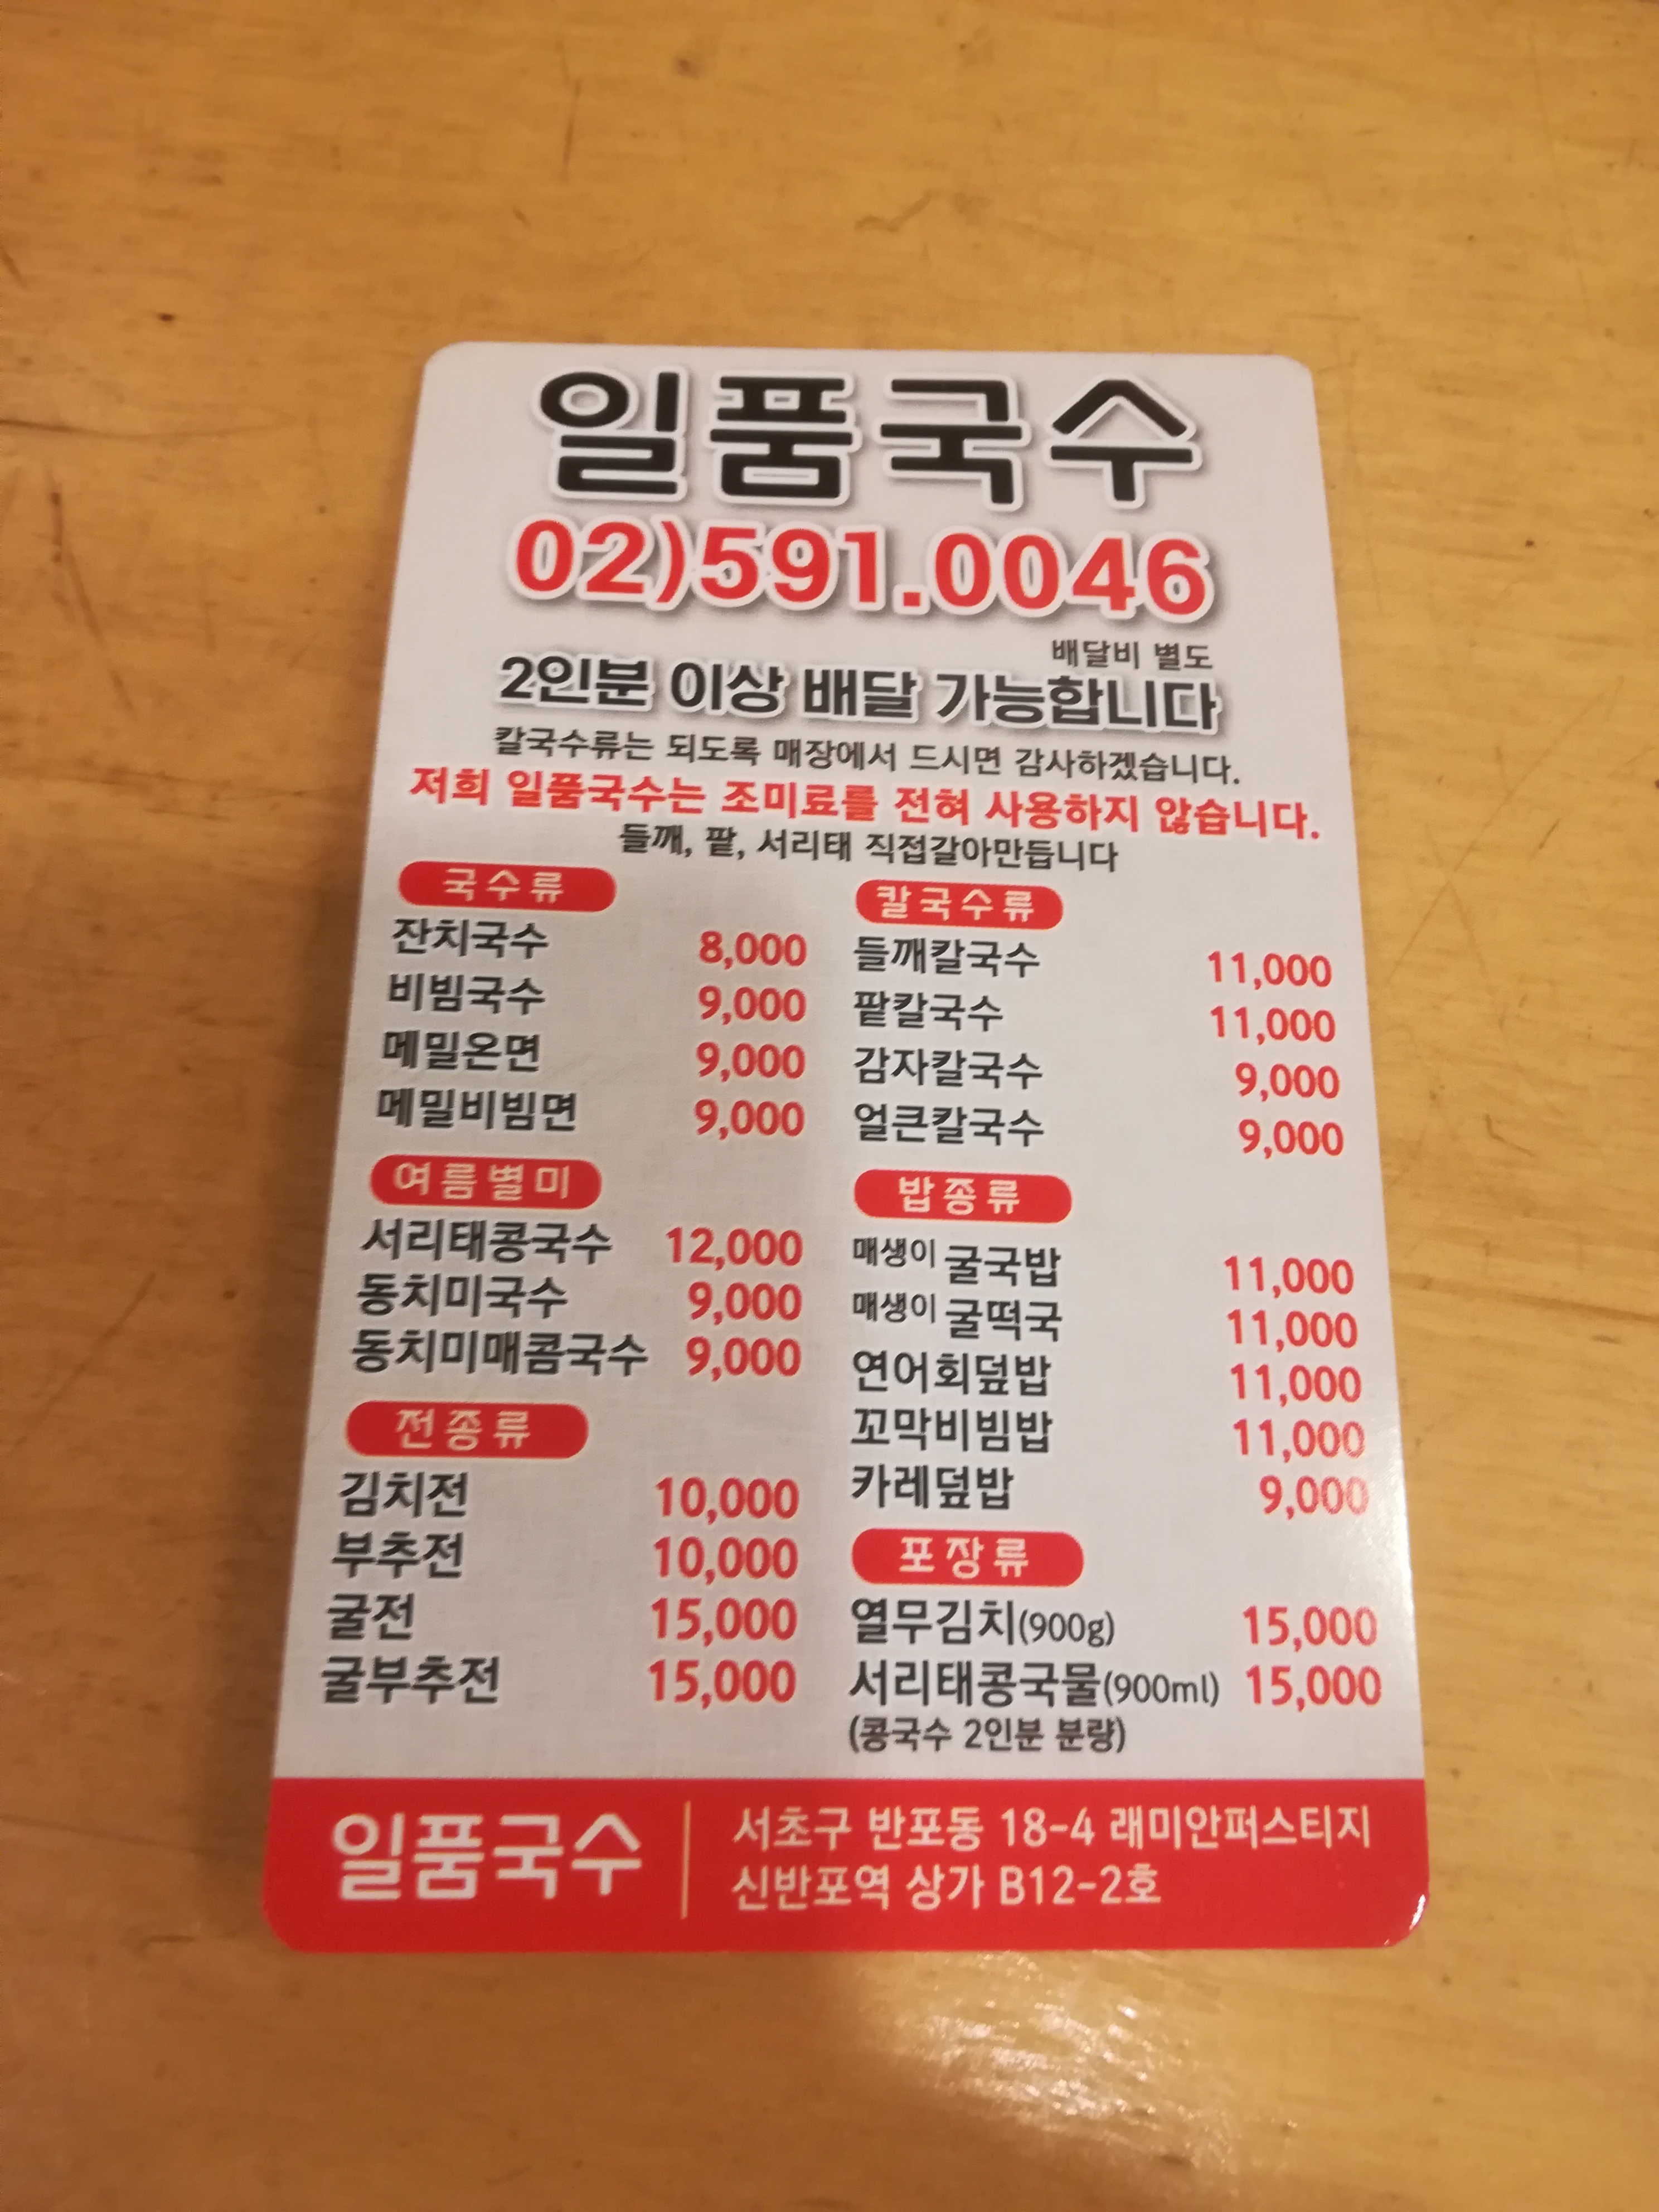 일품국수
02)591.0046
배달비 별도
2인분 이상 배달 가능합니다
칼국수류는 되도록 매장에서 드시면 감사하겠습니다.
저희 일품국수는 조미료를 전혀 사용하지 않습니다.
들깨, 팥, 서리태 직접갈아만듭니다
국수류
잔치국수 8,000
비빔국수 9,000
메밀온면 9,000
메밀비빔면 9,000
여름별미
서리태콩국수 12,000
동치미국수 9,000
동치미매콤국수 9,000
전종류
김치전 10,000
부추전 10,000
굴전 15,000
굴부추전 15,000
칼국수류
들깨칼국수 11,000
팥칼국수 11,000
감자칼국수 9,000
얼큰칼국수 9,000
밥종류
매생이 굴국밥 11,000
매생이 굴떡국 11,000
연어회덮밥 11,000
꼬막비빔밥 11,000
카레덮밥 9,000
포장류
열무김치(900g) 15,000
서리태콩국물(900ml) 15,000
(콩국수 2인분 분량)
일품국수
서초구 반포동 18-4 래미안퍼스티지
신반포역 상가 B12-2호